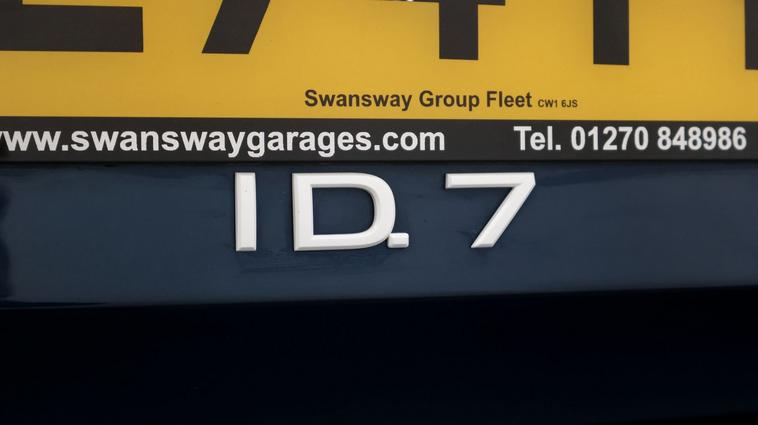 Swansway Group Fleet CW1 6JS
www.swanswaygarages.com Tel. 01270 848986
ID. 7